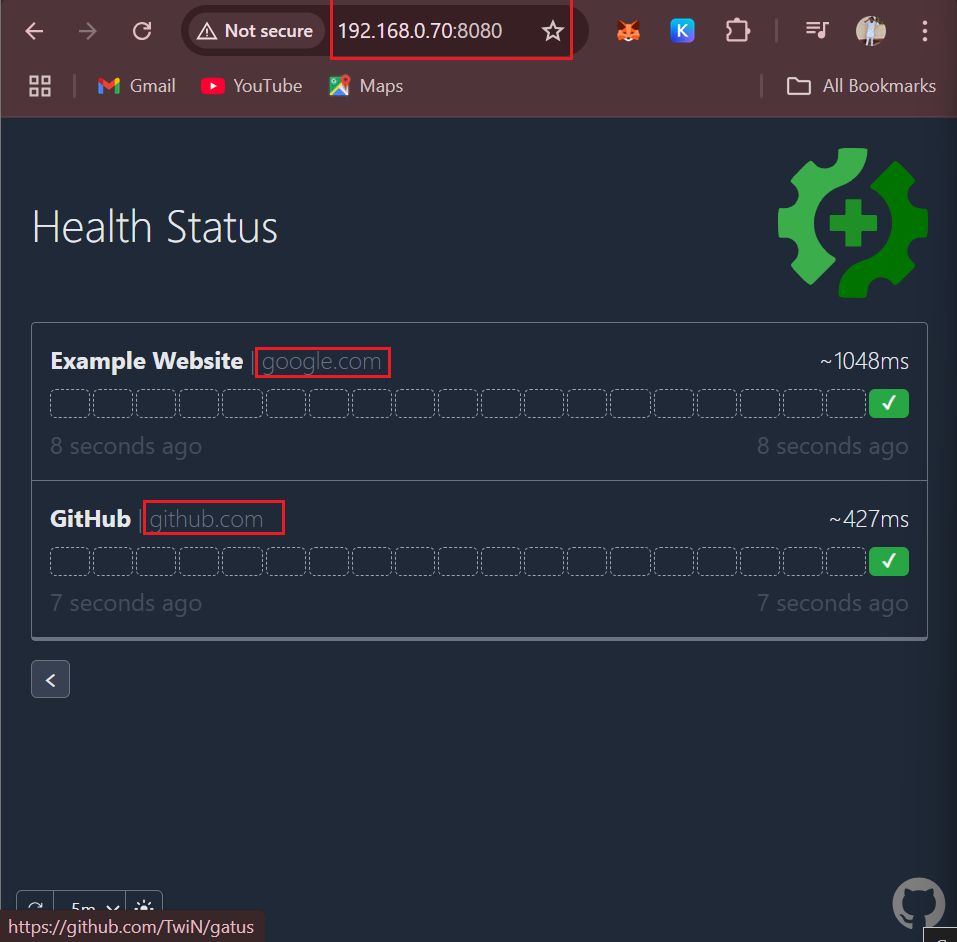 Not secure 192.168.0.70:8080
K
Gmail YouTube Maps All Bookmarks
Health Status
Example Website | google.com ~1048ms
8 seconds ago 8 seconds ago
GitHub | github.com ~427ms
7 seconds ago 7 seconds ago
<
5m
https://github.com/TwiN/gatus